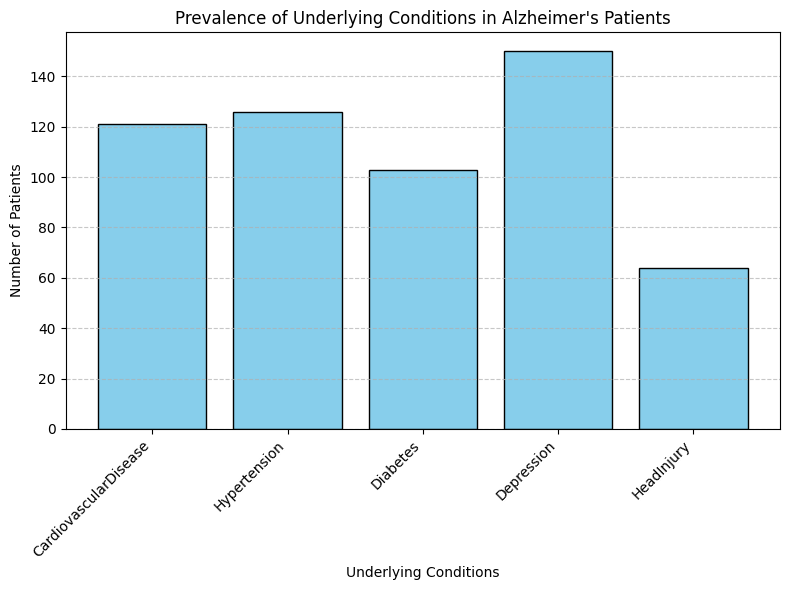 Prevalence of Underlying Conditions in Alzheimer's Patients
Number of Patients
140
120
100
80
60
40
20
0
CardiovascularDisease
Hypertension
Diabetes
Depression
HeadInjury
Underlying Conditions